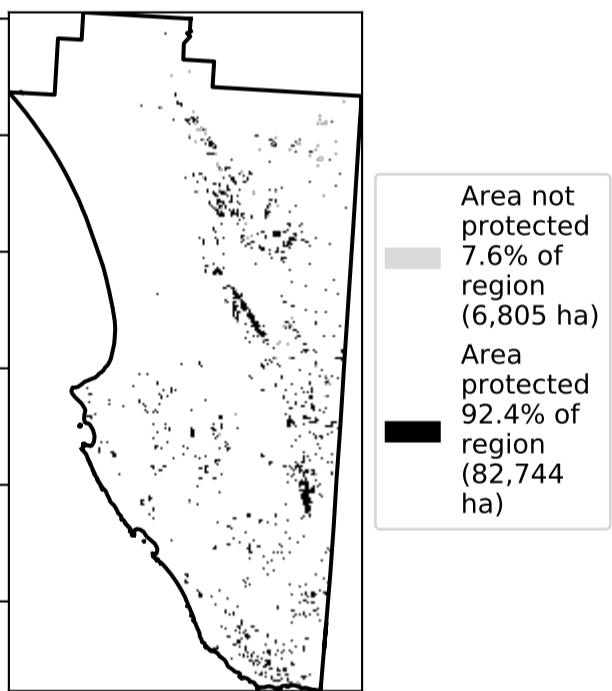 Area not
protected
7.6% of
region
(6,805 ha)
Area
protected
92.4% of
region
(82,744
ha)